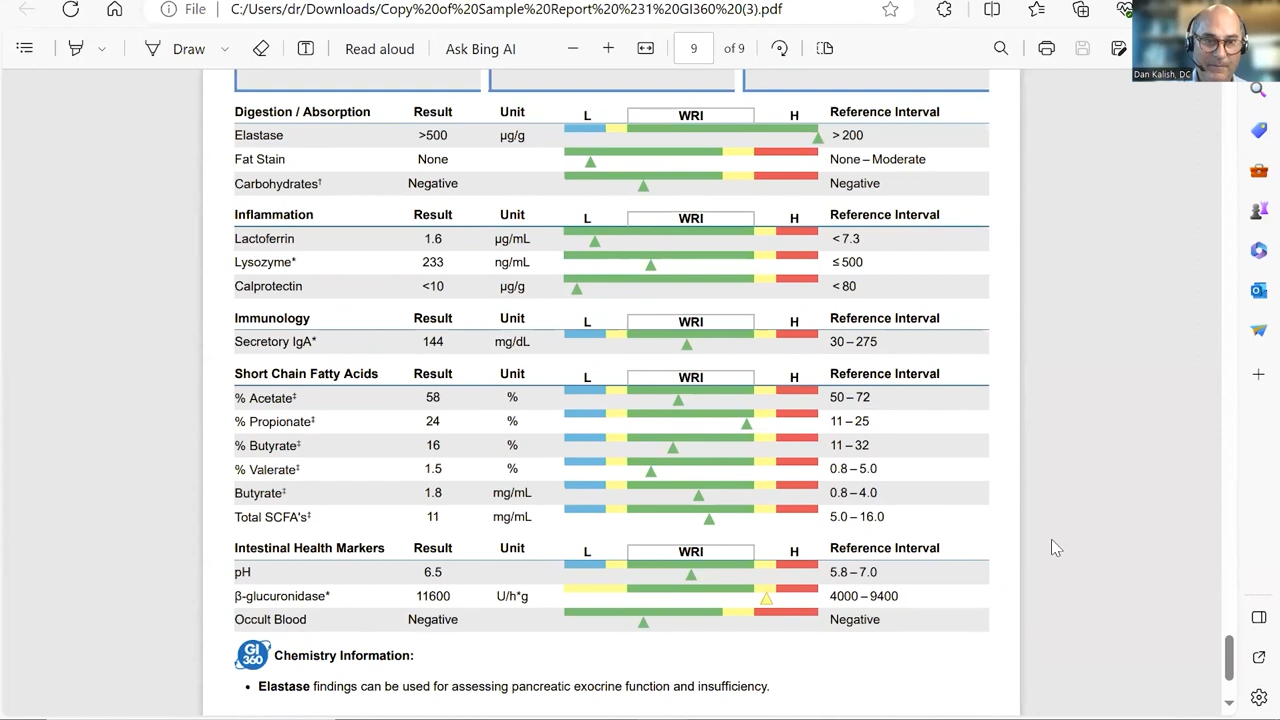 File C:/Users/dr/Downloads/Copy%20of%20Sample%20Report%20%231%20GI360%20(3).pdf
Draw Read aloud Ask Bing AI 9 of 9
Dan Kalish, DC
Digestion / Absorption Result Unit L WRI H Reference Interval
Elastase >500 µg/g > 200
Fat Stain None None – Moderate
Carbohydrates† Negative Negative
Inflammation Result Unit L WRI H Reference Interval
Lactoferrin 1.6 µg/mL < 7.3
Lysozyme* 233 ng/mL ≤ 500
Calprotectin <10 µg/g < 80
Immunology Result Unit L WRI H Reference Interval
Secretory IgA* 144 mg/dL 30 – 275
Short Chain Fatty Acids Result Unit L WRI H Reference Interval
% Acetate‡ 58 % 50 – 72
% Propionate‡ 24 % 11 – 25
% Butyrate‡ 16 % 11 – 32
% Valerate‡ 1.5 % 0.8 – 5.0
Butyrate‡ 1.8 mg/mL 0.8 – 4.0
Total SCFA's‡ 11 mg/mL 5.0 – 16.0
Intestinal Health Markers Result Unit L WRI H Reference Interval
pH 6.5 5.8 – 7.0
β-glucuronidase* 11600 U/h*g 4000 – 9400
Occult Blood Negative Negative
GI 360 Chemistry Information:
• Elastase findings can be used for assessing pancreatic exocrine function and insufficiency.